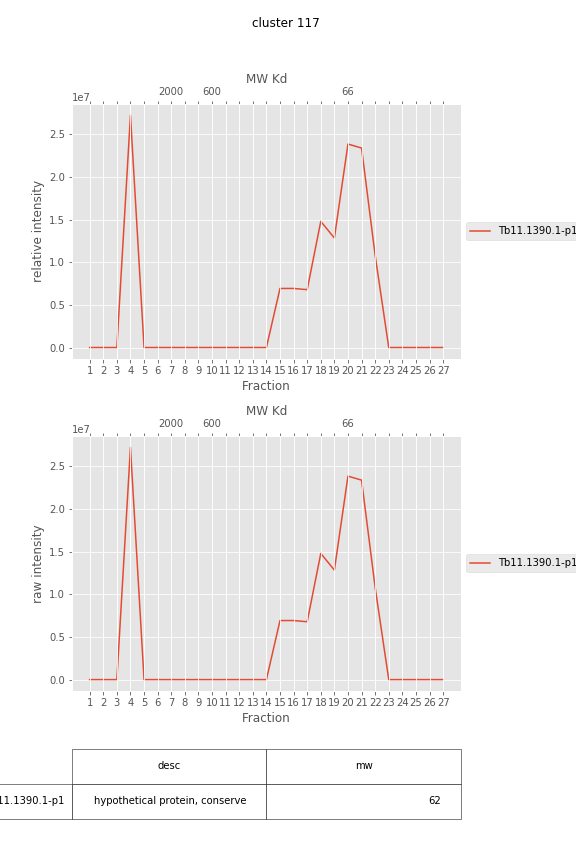 cluster 117
MW Kd
2000 600 66
1e7
2.5
2.0
1.5
1.0
0.5
0.0
relative intensity
Tb11.1390.1-p1
1 2 3 4 5 6 7 8 9 10 11 12 13 14 15 16 17 18 19 20 21 22 23 24 25 26 27
Fraction
MW Kd
2000 600 66
1e7
2.5
2.0
1.5
1.0
0.5
0.0
raw intensity
Tb11.1390.1-p1
1 2 3 4 5 6 7 8 9 10 11 12 13 14 15 16 17 18 19 20 21 22 23 24 25 26 27
Fraction
desc mw
11.1390.1-p1 hypothetical protein, conserve 62